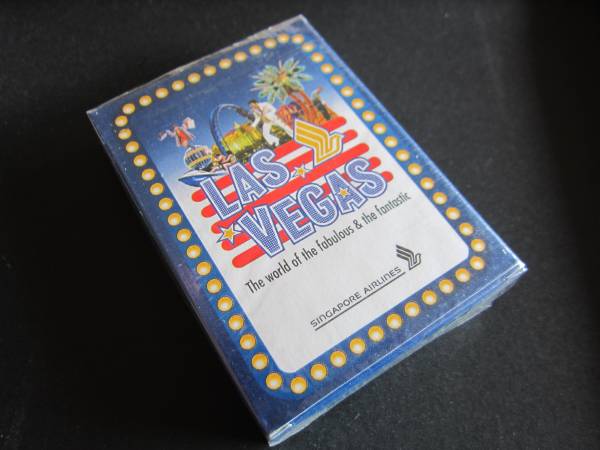 LAS
VEGAS
The world of the fabulous & the fantastic
SINGAPORE AIRLINES